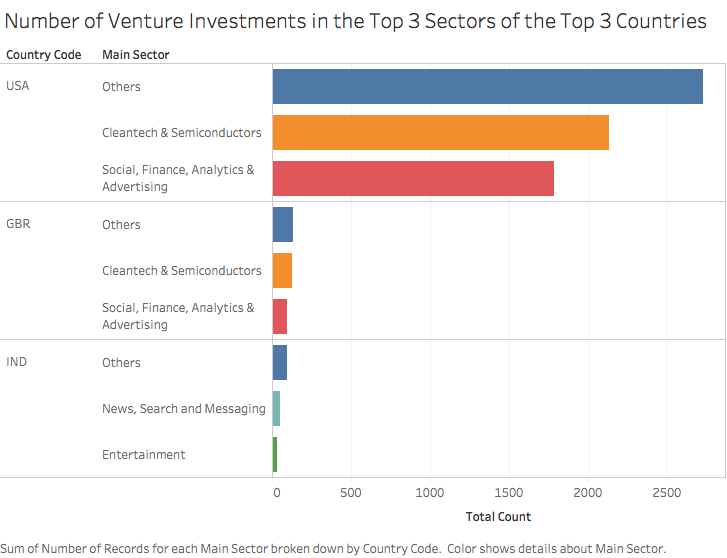 Number of Venture Investments in the Top 3 Sectors of the Top 3 Countries
Country Code Main Sector
USA Others
Cleantech & Semiconductors
Social, Finance, Analytics &
Advertising
GBR Others
Cleantech & Semiconductors
Social, Finance, Analytics &
Advertising
IND Others
News, Search and Messaging
Entertainment
0 500 1000 1500 2000 2500
Total Count
Sum of Number of Records for each Main Sector broken down by Country Code. Color shows details about Main Sector.